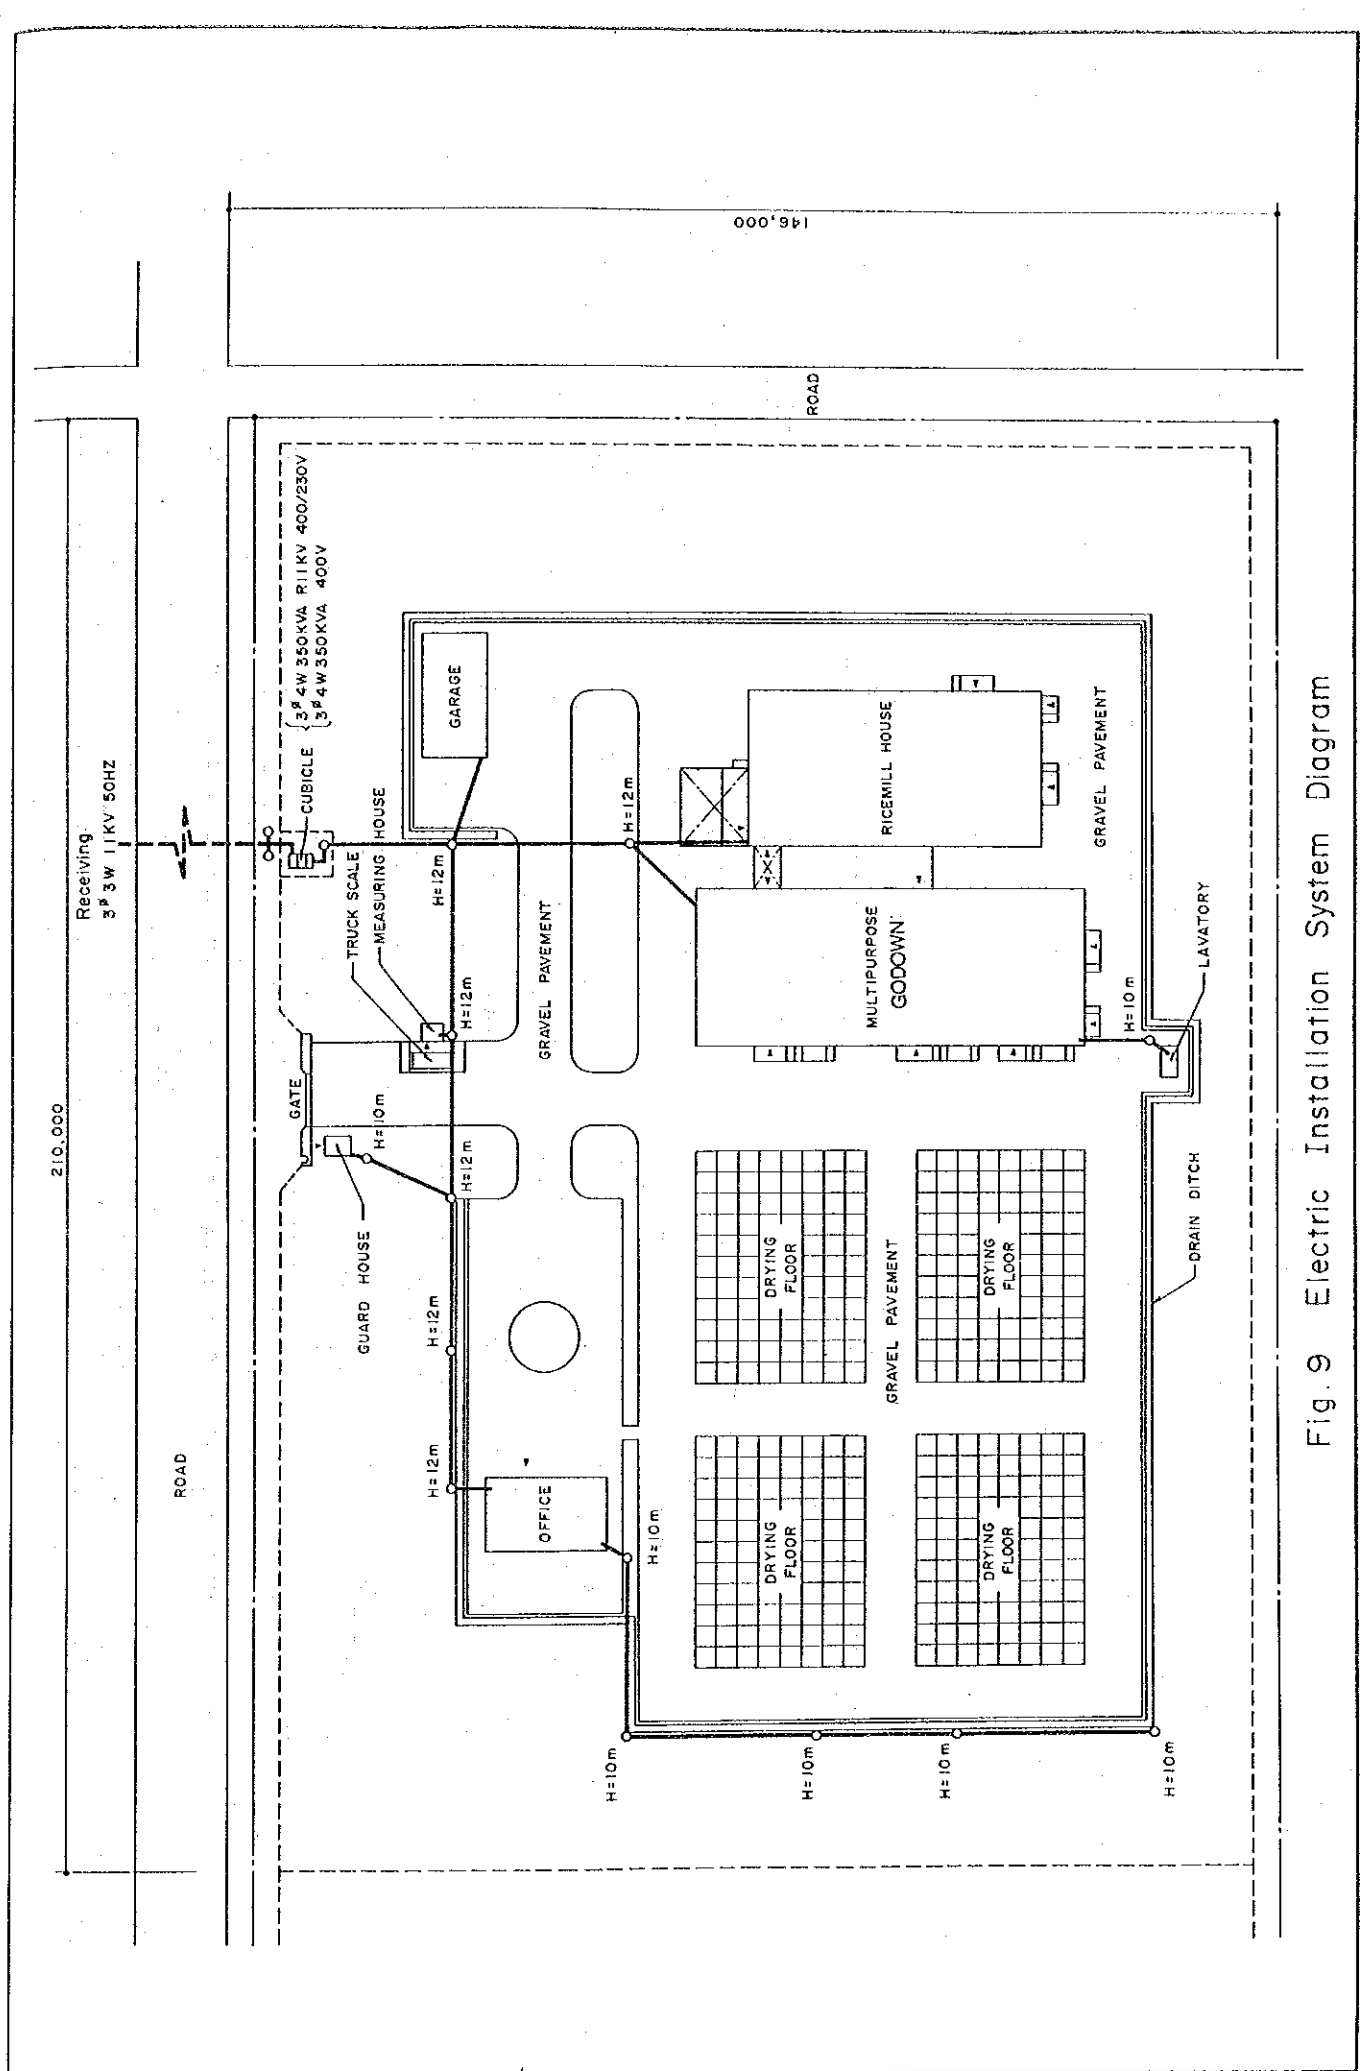 210,000
Receiving
3ø 3W 11KV 50HZ
ROAD
146,000
ROAD
CUBICLE
3ø 4W 350KVA R11KV 400/230V
3ø 4W 350KVA 400V
GATE
TRUCK SCALE
MEASURING HOUSE
H=10m
GUARD HOUSE
H=12m
H=12m
H=12m
H=12m
H=12m
GARAGE
OFFICE
GRAVEL PAVEMENT
H=12m
H=10m
H=10m
DRYING
FLOOR
DRYING
FLOOR
MULTIPURPOSE
GODOWN
RICEMILL HOUSE
GRAVEL PAVEMENT
H=10m
H=10m
DRYING
FLOOR
DRYING
FLOOR
GRAVEL PAVEMENT
H=10m
H=10m
DRAIN DITCH
LAVATORY
Fig. 9 Electric Installation System Diagram